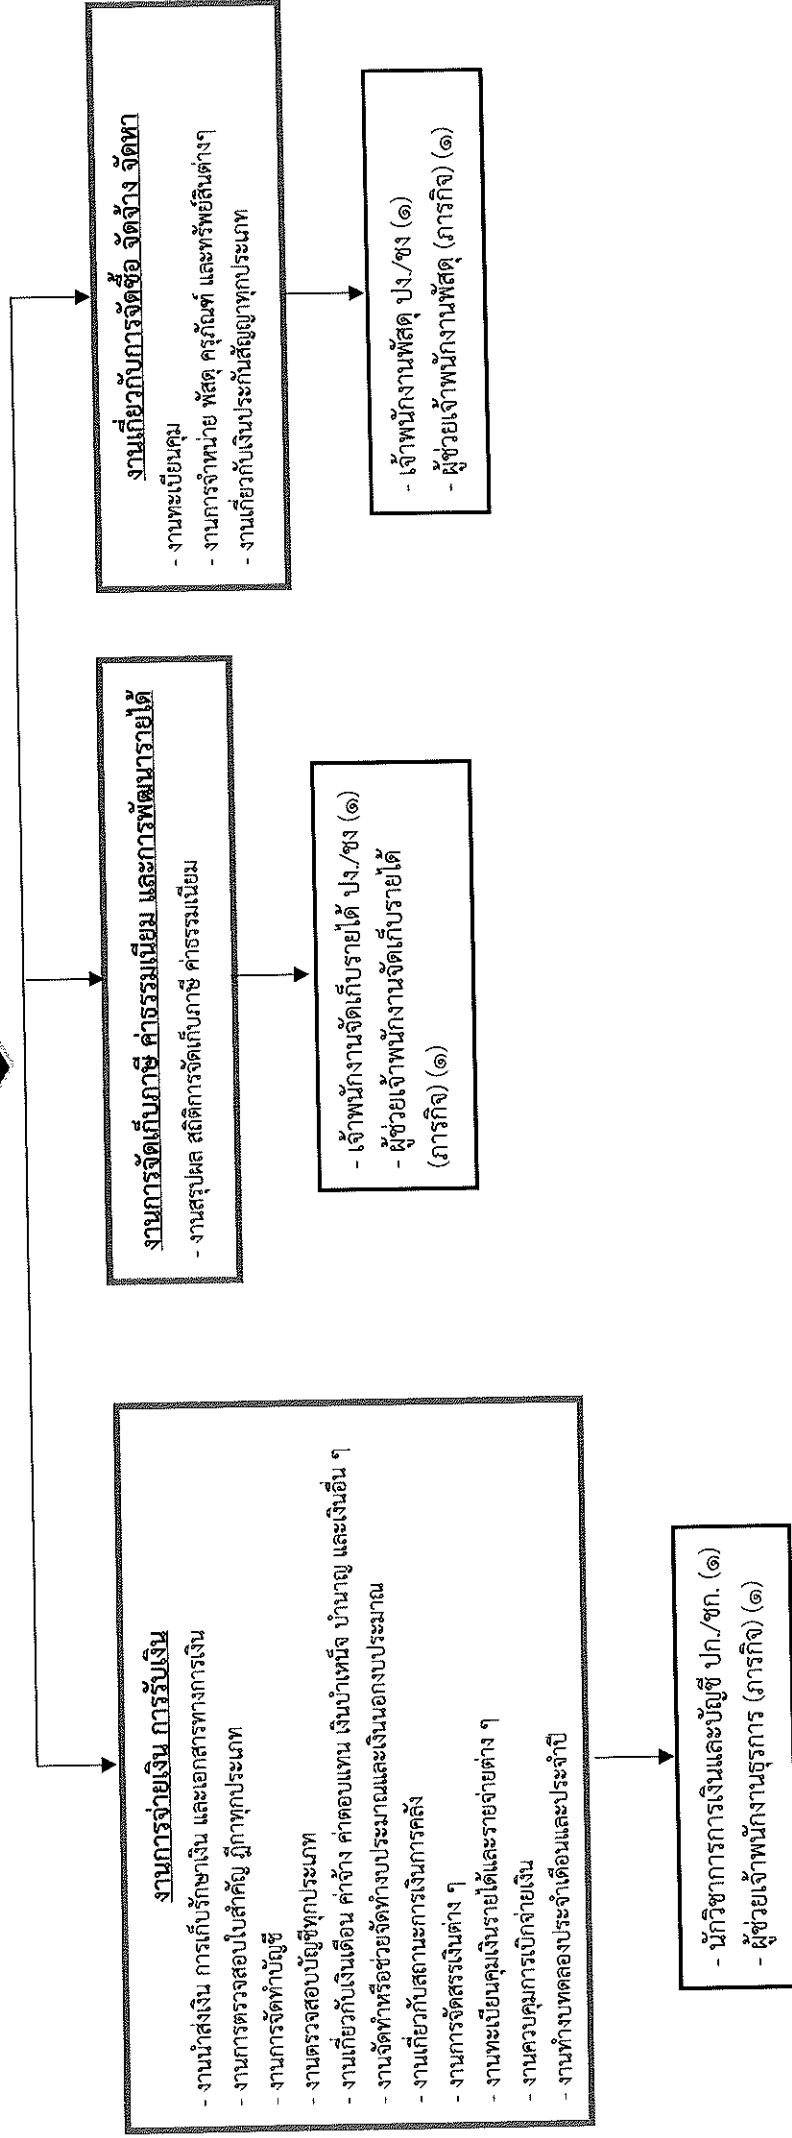 งานการจ่ายเงิน การรับเงิน
- งานนำส่งเงิน การเก็บรักษาเงิน และเอกสารทางการเงิน
- งานการตรวจสอบใบสำคัญ ฎีกาทุกประเภท
- งานการจัดทำบัญชี
- งานตรวจสอบบัญชีทุกประเภท
- งานเกี่ยวกับเงินเดือน ค่าจ้าง ค่าตอบแทน เงินบำเหน็จ บำนาญ และเงินอื่น ๆ
- งานจัดทำหรือช่วยจัดทำงบประมาณและเงินนอกงบประมาณ
- งานเกี่ยวกับสถานะการเงินการคลัง
- งานการจัดสรรเงินต่าง ๆ
- งานทะเบียนคุมเงินรายได้และรายจ่ายต่าง ๆ
- งานควบคุมการเบิกจ่ายเงิน
- งานทำงบทดลองประจำเดือนและประจำปี
- นักวิชาการการเงินและบัญชี ปก./ชก. (๑)
- ผู้ช่วยเจ้าพนักงานธุรการ (ภารกิจ) (๑)
งานการจัดเก็บภาษี ค่าธรรมเนียม และการพัฒนารายได้
- งานสรุปผล สถิติการจัดเก็บภาษี ค่าธรรมเนียม
- เจ้าพนักงานจัดเก็บรายได้ ปง./ชง (๑)
- ผู้ช่วยเจ้าพนักงานจัดเก็บรายได้
(ภารกิจ) (๑)
งานเกี่ยวกับการจัดซื้อ จัดจ้าง จัดหา
- งานทะเบียนคุม
- งานการจำหน่าย พัสดุ ครุภัณฑ์ และทรัพย์สินต่างๆ
- งานเกี่ยวกับเงินประกันสัญญาทุกประเภท
- เจ้าพนักงานพัสดุ ปง./ชง (๑)
- ผู้ช่วยเจ้าพนักงานพัสดุ (ภารกิจ) (๑)